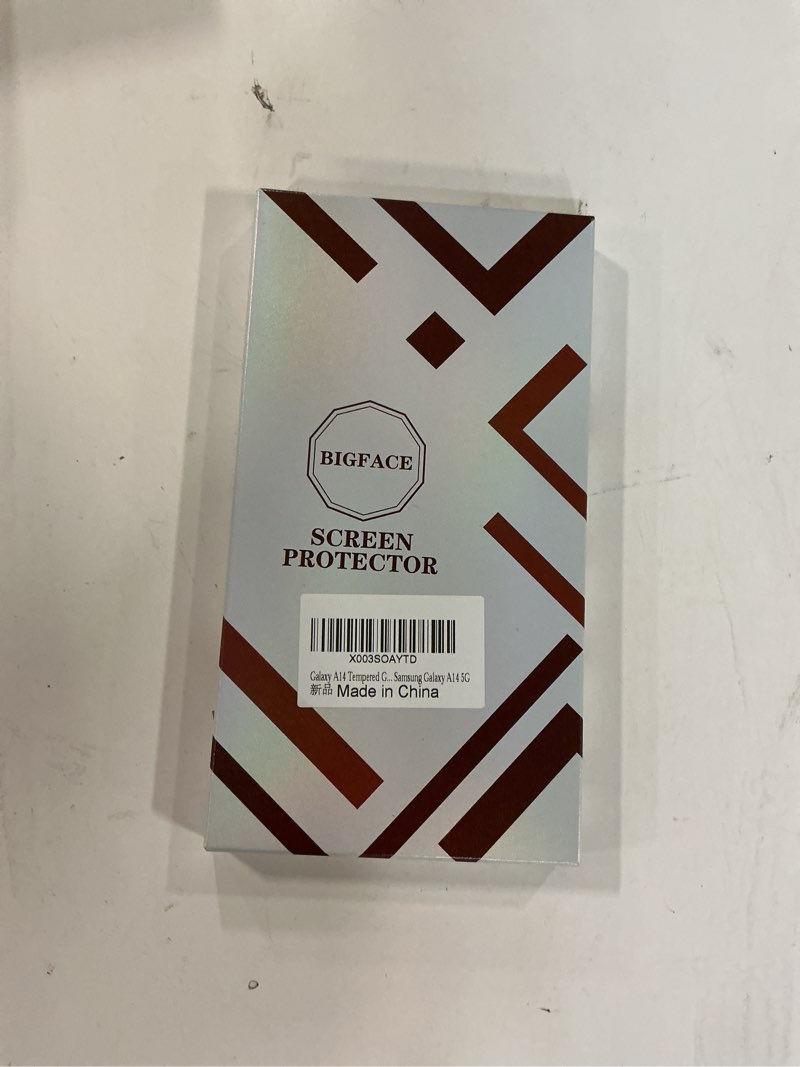 BIGFACE
SCREEN
PROTECTOR
X003SOAYTD
Galaxy A14 Tempered G... Samsung Galaxy A14 5G
新品 Made in China